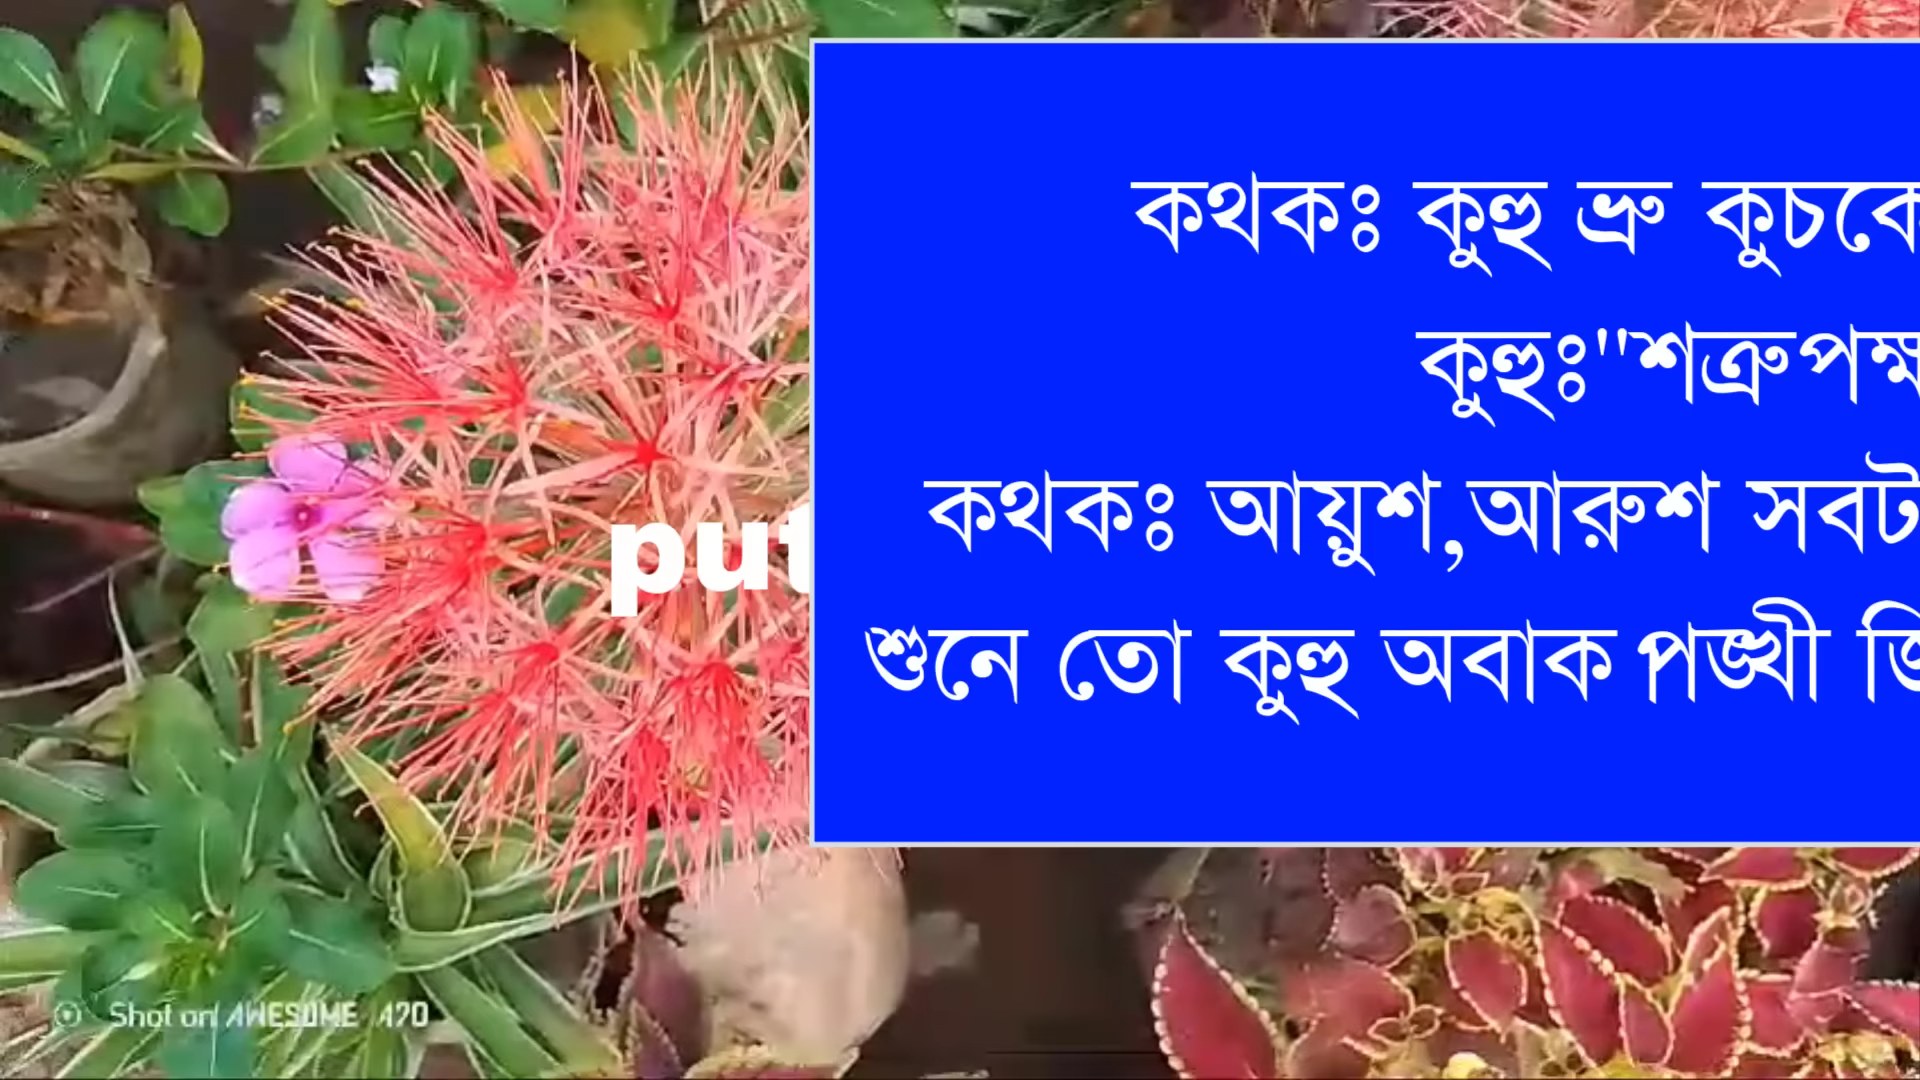 কথকঃ কুহু ভ্রু কুচকে
কুহুঃ"শত্রুপক্ষ
কথকঃ আয়ুশ,আরুশ সবট
শুনে তো কুহু অবাক পঙ্খী ভি
put
Shot on AWESOME A70